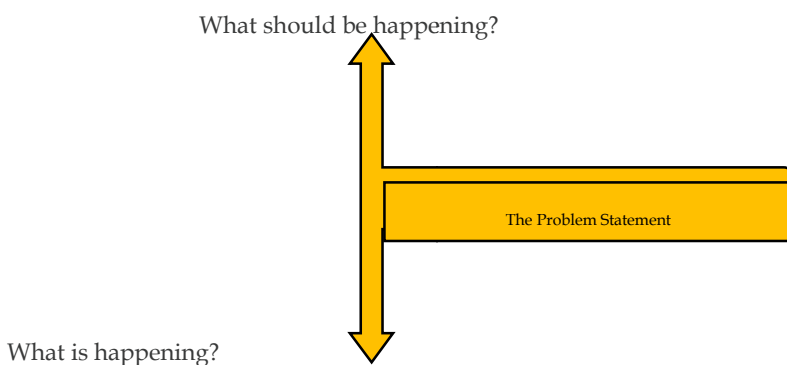 What should be happening?
The Problem Statement
What is happening?